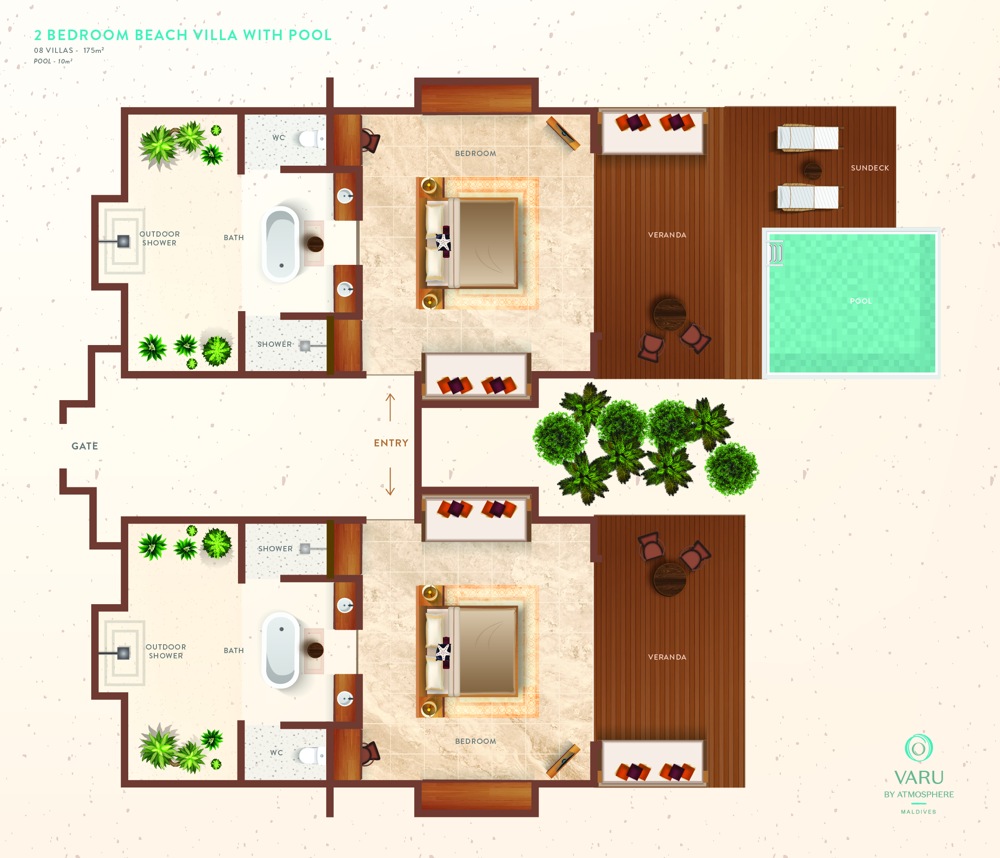 2 BEDROOM BEACH VILLA WITH POOL
08 VILLAS - 175m²
POOL - 10m²
WC
BEDROOM
SUNDECK
OUTDOOR
SHOWER
BATH
VERANDA
POOL
SHOWER
GATE
ENTRY
SHOWER
OUTDOOR
SHOWER
BATH
VERANDA
BEDROOM
WC
VARU
BY ATMOSPHERE
MALDIVES